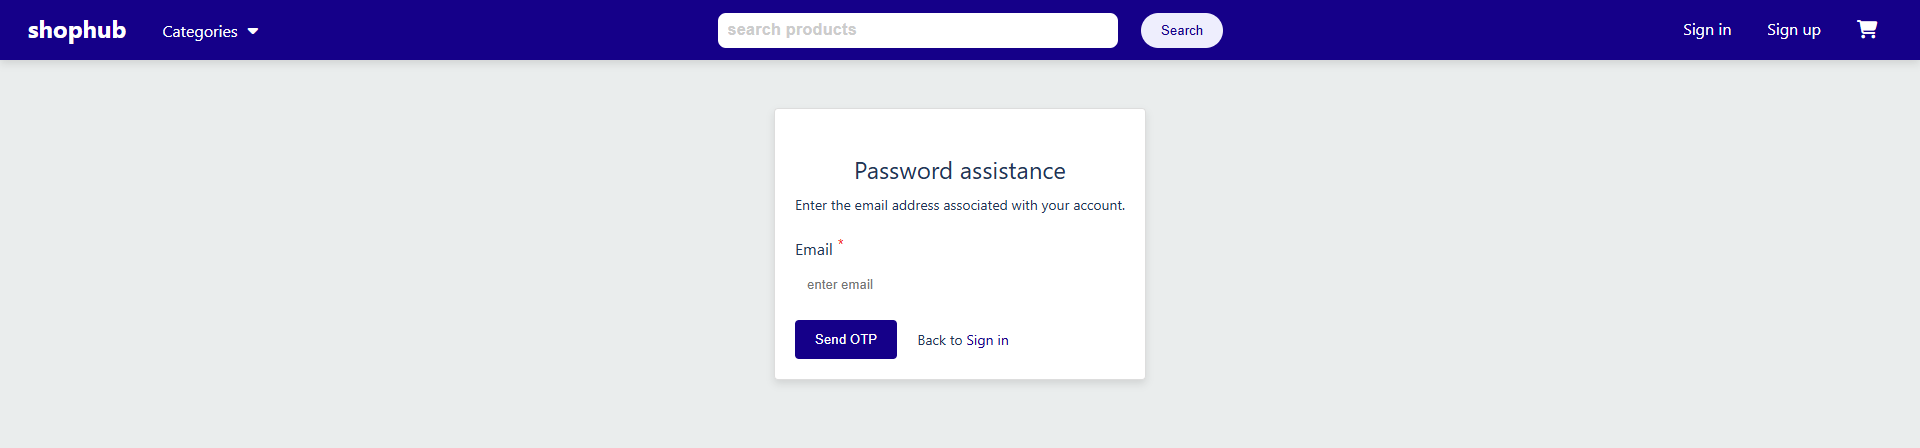 shophub Categories search products Search Sign in Sign up
Password assistance
Enter the email address associated with your account.
Email *
enter email
Send OTP Back to Sign in